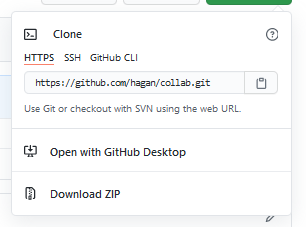 Clone
HTTPS SSH GitHub CLI
https://github.com/hagan/collab.git
Use Git or checkout with SVN using the web URL.
Open with GitHub Desktop
Download ZIP